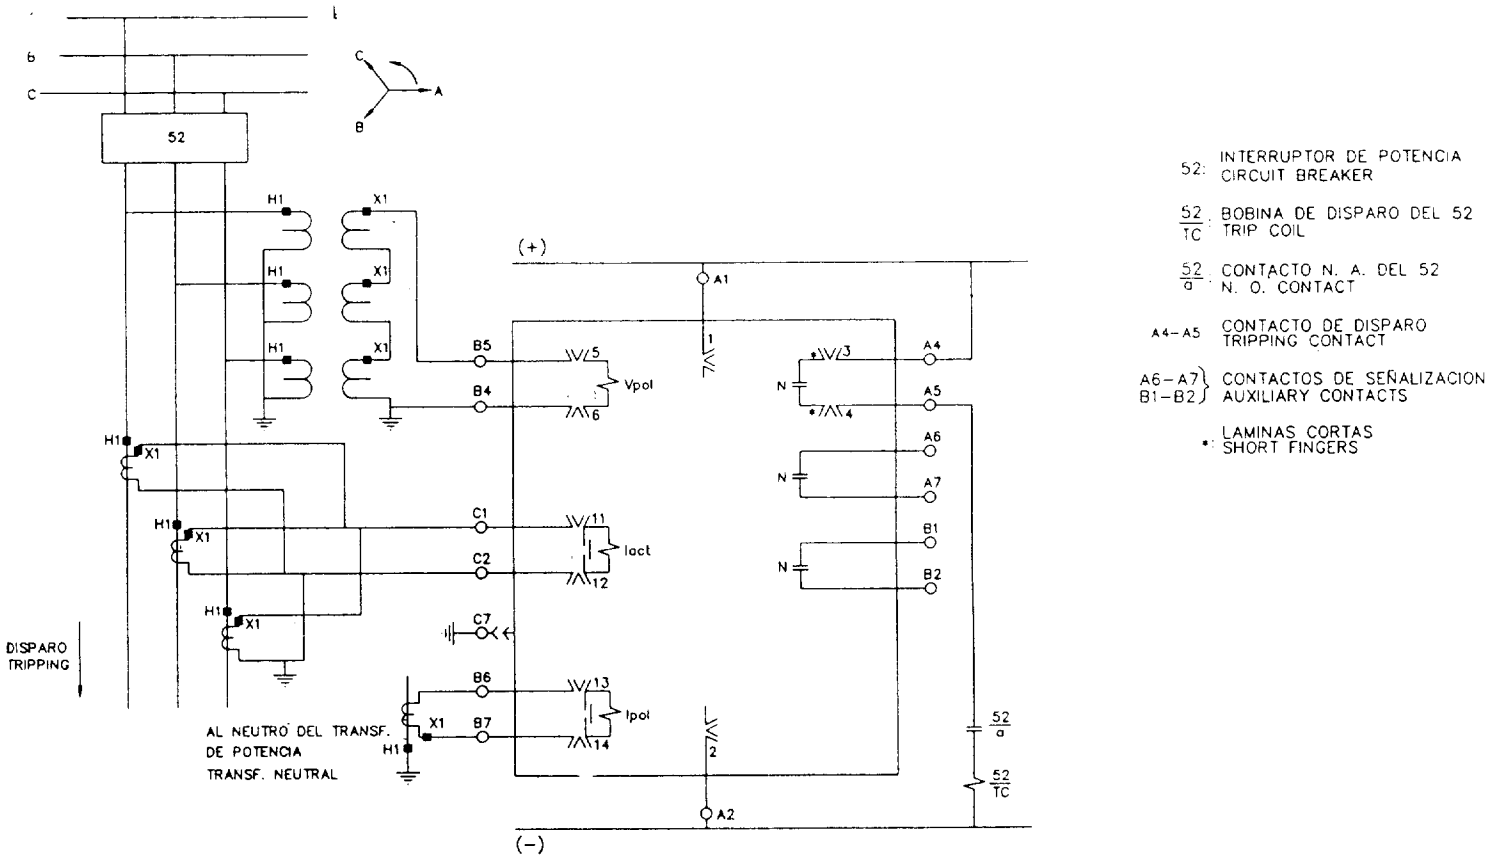 B
C
52
C
A
B
H1
X1
H1
X1
H1
X1
H1
X1
H1
X1
H1
X1
DISPARO
TRIPPING
AL NEUTRO DEL TRANSF.
DE POTENCIA
TRANSF. NEUTRAL
X1
H1
(+)
A1
1
B5
5
Vpol
B4
6
C1
11
Iact
C2
12
C7
B6
13
Ipol
B7
14
*
3
A4
N
*
4
A5
A6
N
A7
B1
N
B2
2
A2
(-)
52
a
52
TC
52: INTERRUPTOR DE POTENCIA
CIRCUIT BREAKER
52
TC : BOBINA DE DISPARO DEL 52
TRIP COIL
52
a : CONTACTO N. A. DEL 52
N. O. CONTACT
A4-A5 CONTACTO DE DISPARO
TRIPPING CONTACT
A6-A7} CONTACTOS DE SEÑALIZACION
B1-B2} AUXILIARY CONTACTS
*: LAMINAS CORTAS
SHORT FINGERS